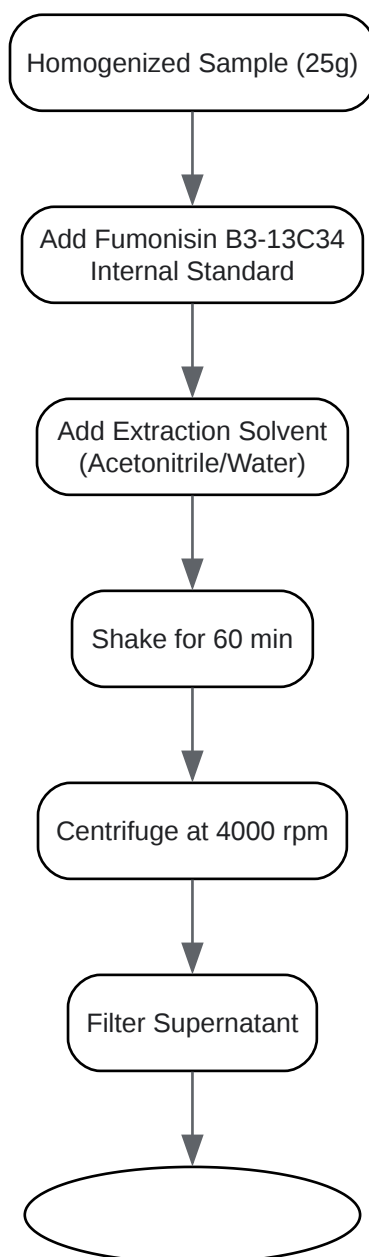 Homogenized Sample (25g)
Add Fumonisin B3-13C34
Internal Standard
Add Extraction Solvent
(Acetonitrile/Water)
Shake for 60 min
Centrifuge at 4000 rpm
Filter Supernatant